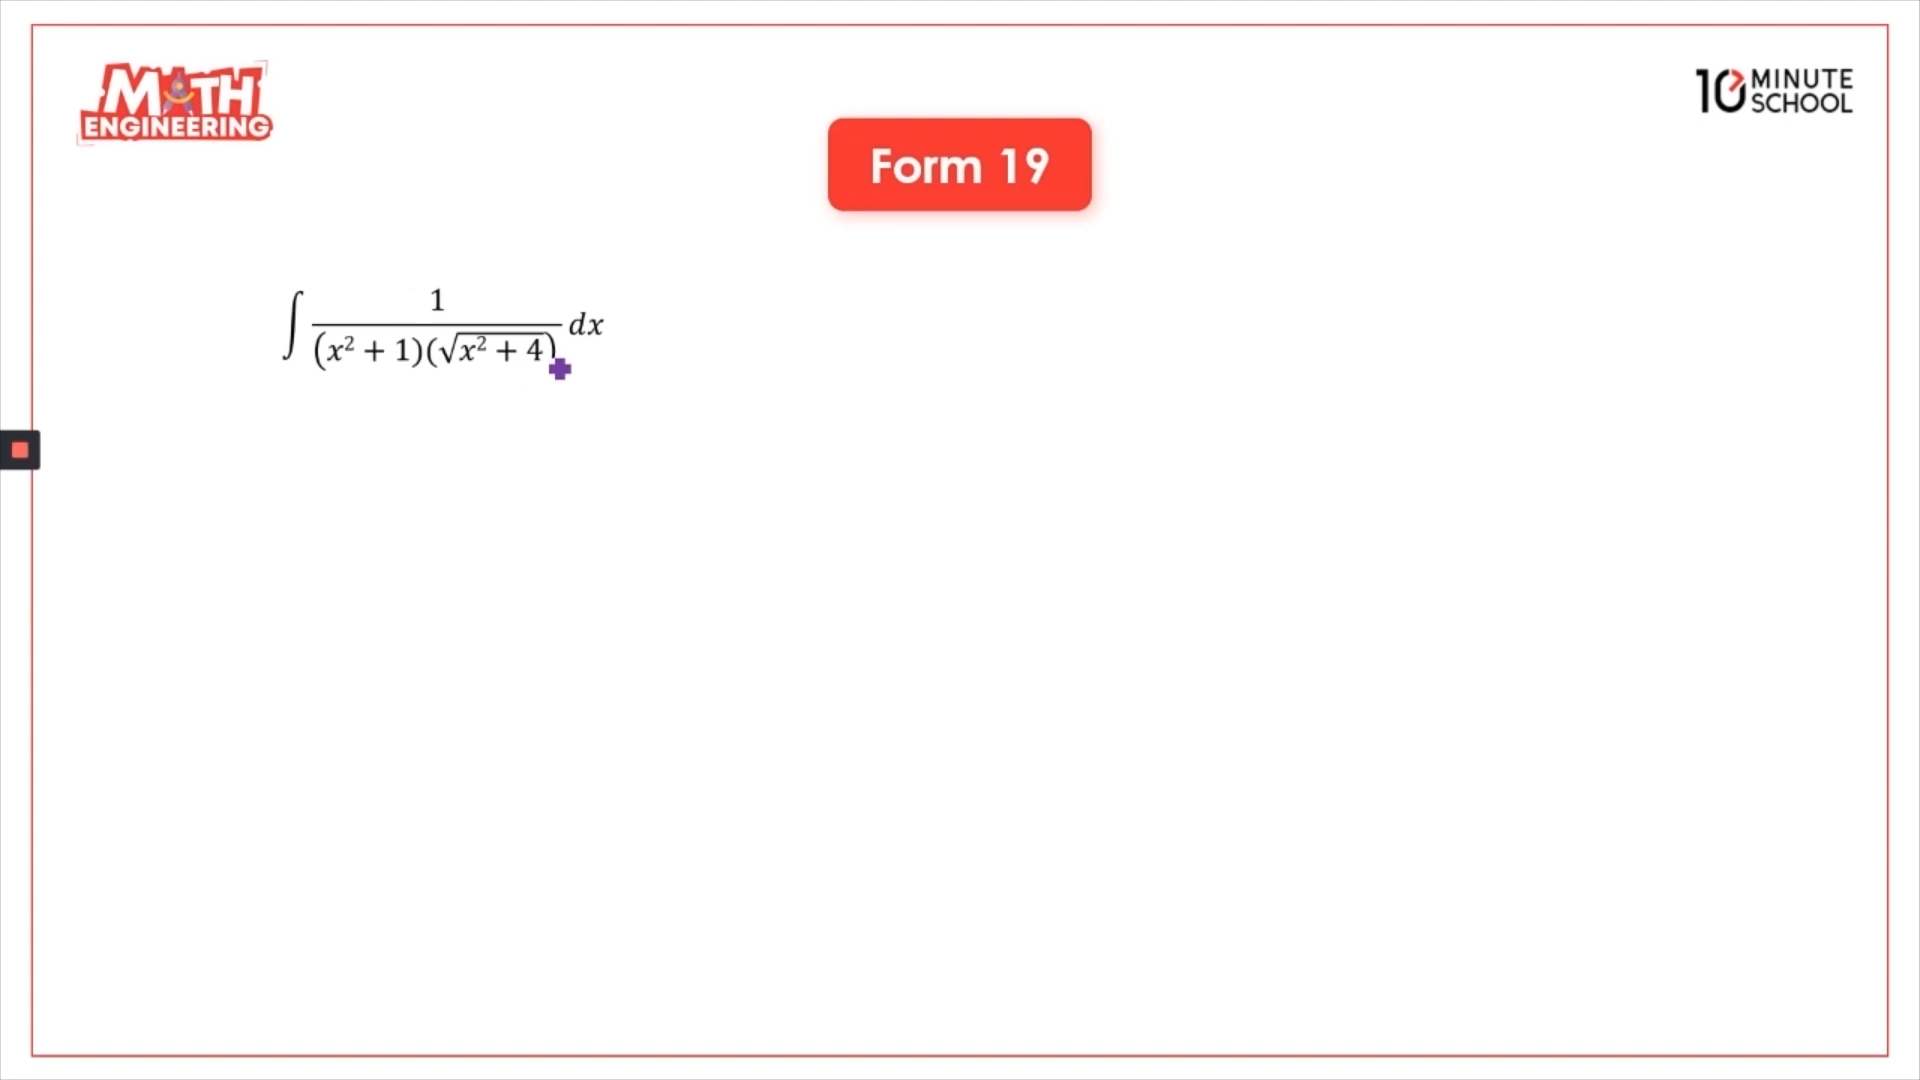 MATH
ENGINEERING
10 MINUTE
SCHOOL
Form 19
∫ 1 / (x² + 1)(√x² + 4) dx